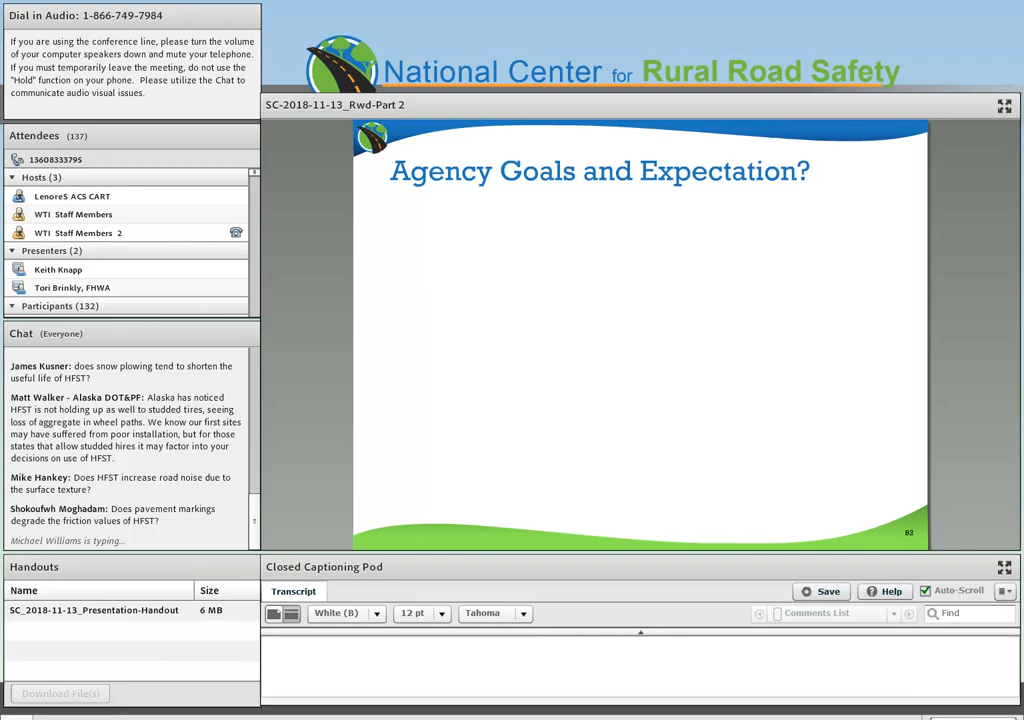 Dial in Audio: 1-866-749-7984
If you are using the conference line, please turn the volume
of your computer speakers down and mute your telephone.
If you must temporarily leave the meeting, do not use the
"Hold" function on your phone. Please utilize the Chat to
communicate audio visual issues.
National Center for Rural Road Safety
SC-2018-11-13_Rwd-Part 2
Attendees (137)
13608333795
Hosts (3)
LenoreS ACS CART
WTI Staff Members
WTI Staff Members 2
Presenters (2)
Keith Knapp
Tori Brinkly, FHWA
Participants (132)
Agency Goals and Expectation?
82
Chat (Everyone)
James Kusner: does snow plowing tend to shorten the
useful life of HFST?
Matt Walker - Alaska DOT&PF: Alaska has noticed
HFST is not holding up as well to studded tires, seeing
loss of aggregate in wheel paths. We know our first sites
may have suffered from poor installation, but for those
states that allow studded hires it may factor into your
decisions on use of HFST.
Mike Hankey: Does HFST increase road noise due to
the surface texture?
Shokoufwh Moghadam: Does pavement markings
degrade the friction values of HFST?
Michael Williams is typing...
Handouts
Name Size
SC_2018-11-13_Presentation-Handout 6 MB
Download File(s)
Closed Captioning Pod
Transcript
Save
Help
Auto-Scroll
White (B)
12 pt
Tahoma
Comments List
Find